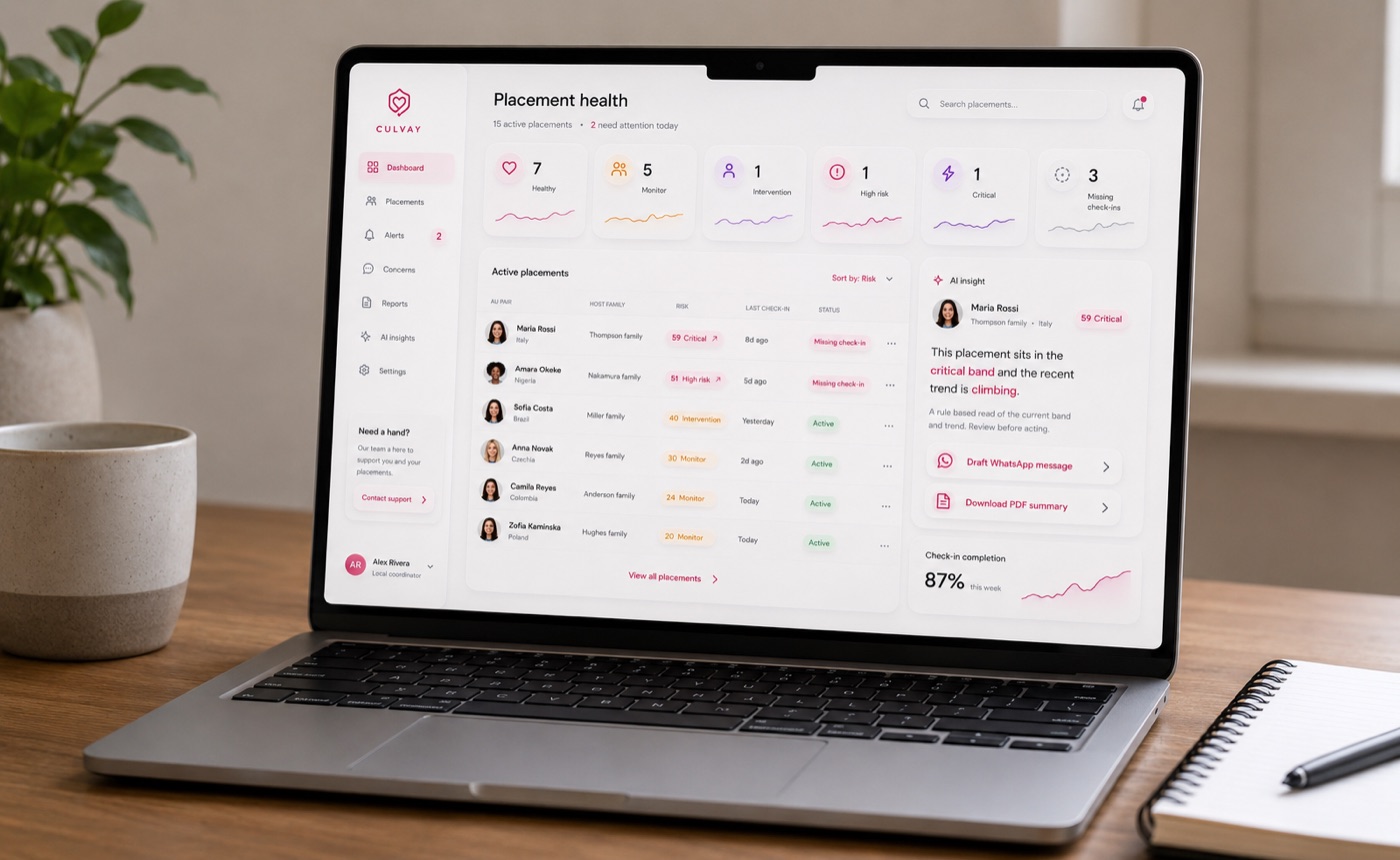 CULVAY
Dashboard
Placements
Alerts 2
Concerns
Reports
AI insights
Settings
Need a hand?
Our team is here to
support you and your
placements.
Contact support
AR
Alex Rivera
Local coordinator
Placement health
15 active placements • 2 need attention today
Search placements...
7
Healthy
5
Monitor
1
Intervention
1
High risk
1
Critical
3
Missing
check-ins
Active placements
Sort by: Risk
AU PAIR HOST FAMILY RISK LAST CHECK-IN STATUS
Maria Rossi
Italy
Thompson family
59 Critical ↗
8d ago
Missing check-in
Amara Okeke
Nigeria
Nakamura family
51 High risk ↗
5d ago
Missing check-in
Sofia Costa
Brazil
Miller family
40 Intervention
Yesterday
Active
Anna Novak
Czechia
Reyes family
30 Monitor
2d ago
Active
Camila Reyes
Colombia
Anderson family
24 Monitor
Today
Active
Zofia Kaminska
Poland
Hughes family
20 Monitor
Today
Active
View all placements
AI insight
Maria Rossi
Thompson family • Italy
59 Critical
This placement sits in the
critical band and the recent
trend is climbing.
A rule based read of the current band
and trend. Review before acting.
Draft WhatsApp message
Download PDF summary
Check-in completion
87% this week